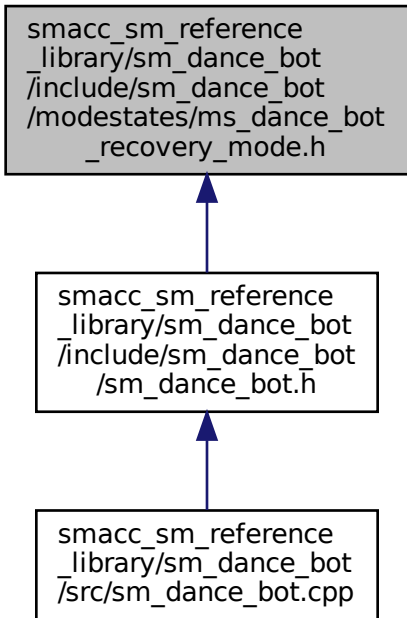 smacc_sm_reference
_library/sm_dance_bot
/include/sm_dance_bot
/modestates/ms_dance_bot
_recovery_mode.h
smacc_sm_reference
_library/sm_dance_bot
/include/sm_dance_bot
/sm_dance_bot.h
smacc_sm_reference
_library/sm_dance_bot
/src/sm_dance_bot.cpp